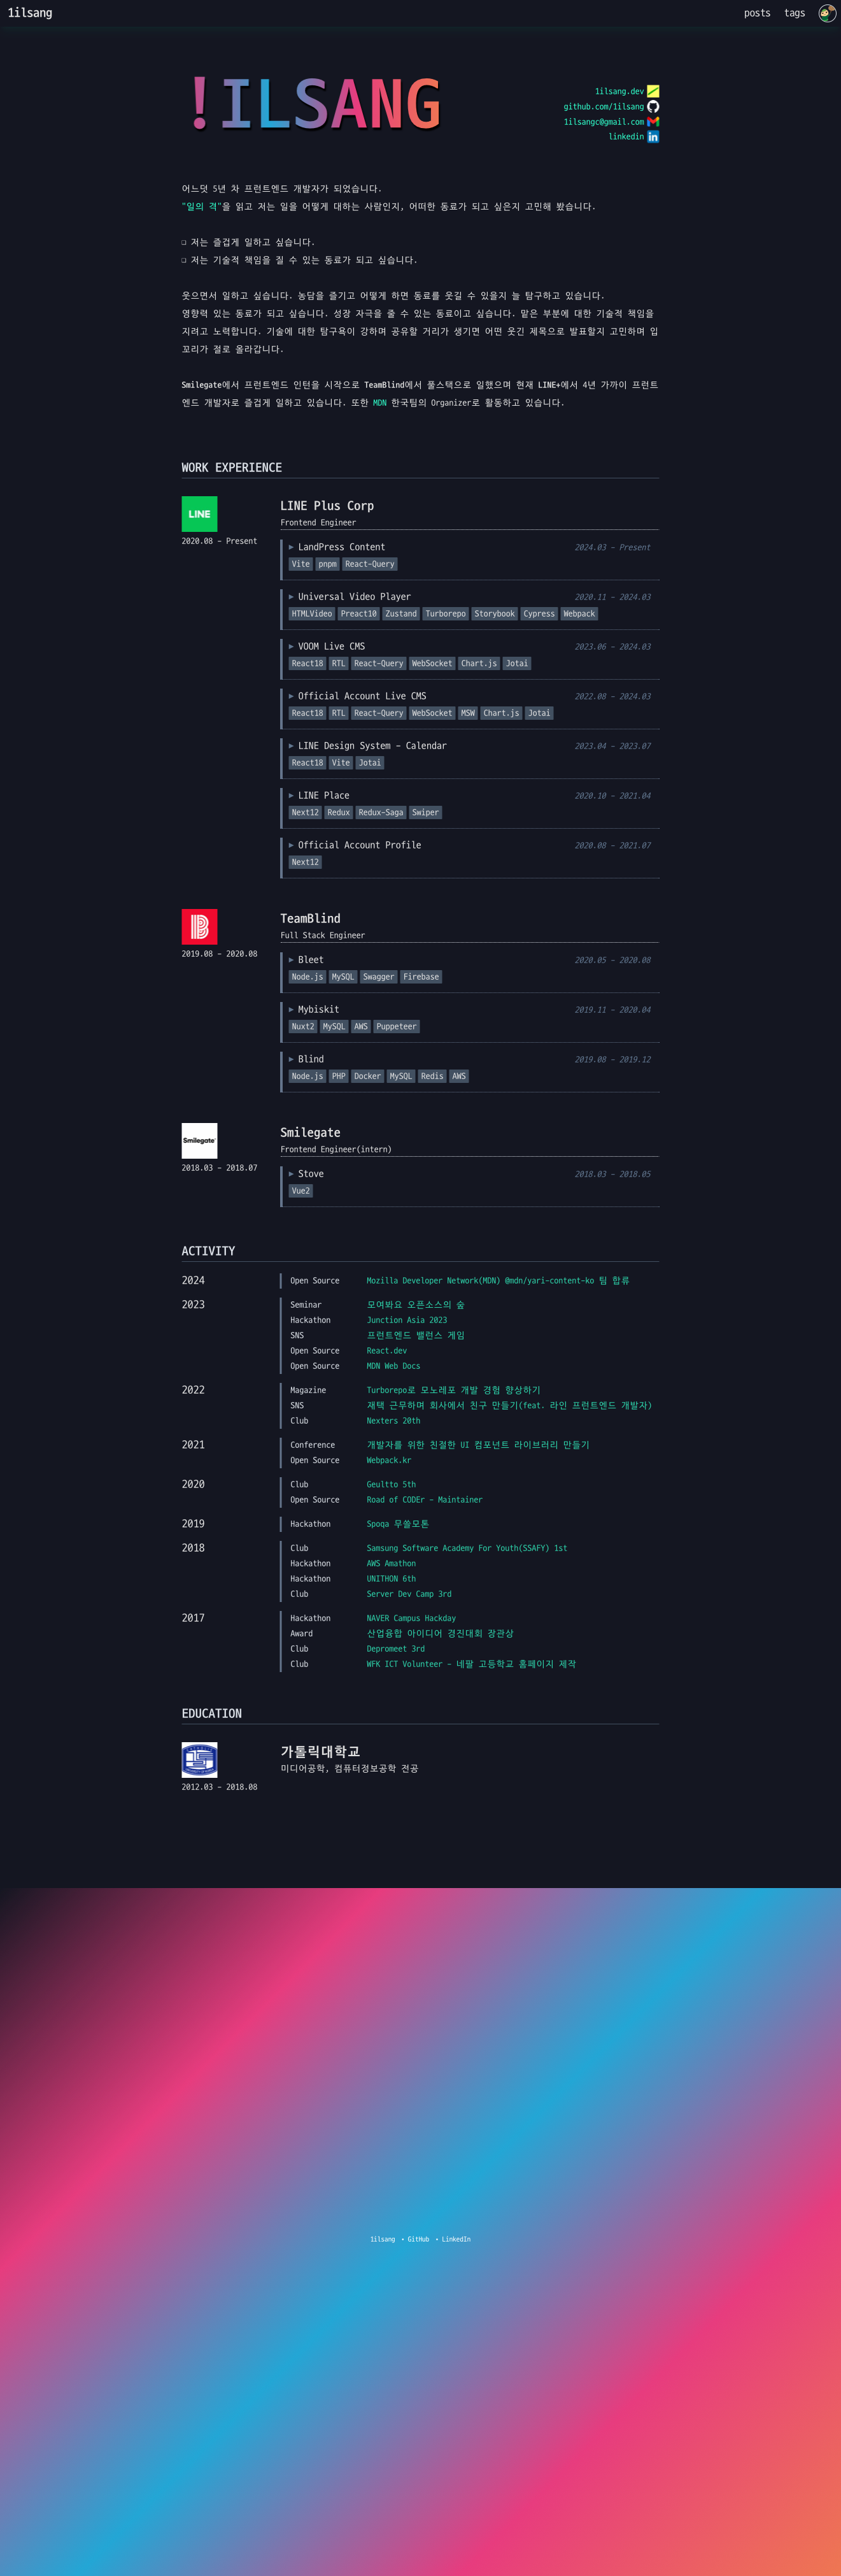 1ilsang
posts tags
!ILSANG
1ilsang.dev
github.com/1ilsang
1ilsangc@gmail.com
linkedin
어느덧 5년 차 프런트엔드 개발자가 되었습니다.
"일의 격"을 읽고 저는 일을 어떻게 대하는 사람인지, 어떠한 동료가 되고 싶은지 고민해 봤습니다.
❏ 저는 즐겁게 일하고 싶습니다.
❏ 저는 기술적 책임을 질 수 있는 동료가 되고 싶습니다.
웃으면서 일하고 싶습니다. 농담을 즐기고 어떻게 하면 동료를 웃길 수 있을지 늘 탐구하고 있습니다.
영향력 있는 동료가 되고 싶습니다. 성장 자극을 줄 수 있는 동료이고 싶습니다. 맡은 부분에 대한 기술적 책임을
지려고 노력합니다. 기술에 대한 탐구욕이 강하며 공유할 거리가 생기면 어떤 웃긴 제목으로 발표할지 고민하며 입
꼬리가 절로 올라갑니다.
Smilegate에서 프런트엔드 인턴을 시작으로 TeamBlind에서 풀스택으로 일했으며 현재 LINE+에서 4년 가까이 프런트
엔드 개발자로 즐겁게 일하고 있습니다. 또한 MDN 한국팀의 Organizer로 활동하고 있습니다.
WORK EXPERIENCE
LINE
2020.08 - Present
LINE Plus Corp
Frontend Engineer
▶ LandPress Content 2024.03 - Present
Vite pnpm React-Query
▶ Universal Video Player 2020.11 - 2024.03
HTMLVideo Preact10 Zustand Turborepo Storybook Cypress Webpack
▶ VOOM Live CMS 2023.06 - 2024.03
React18 RTL React-Query WebSocket Chart.js Jotai
▶ Official Account Live CMS 2022.08 - 2024.03
React18 RTL React-Query WebSocket MSW Chart.js Jotai
▶ LINE Design System - Calendar 2023.04 - 2023.07
React18 Vite Jotai
▶ LINE Place 2020.10 - 2021.04
Next12 Redux Redux-Saga Swiper
▶ Official Account Profile 2020.08 - 2021.07
Next12
B
2019.08 - 2020.08
TeamBlind
Full Stack Engineer
▶ Bleet 2020.05 - 2020.08
Node.js MySQL Swagger Firebase
▶ Mybiskit 2019.11 - 2020.04
Nuxt2 MySQL AWS Puppeteer
▶ Blind 2019.08 - 2019.12
Node.js PHP Docker MySQL Redis AWS
Smilegate
2018.03 - 2018.07
Smilegate
Frontend Engineer(intern)
▶ Stove 2018.03 - 2018.05
Vue2
ACTIVITY
2024 Open Source Mozilla Developer Network(MDN) @mdn/yari-content-ko 팀 합류
2023 Seminar 모여봐요 오픈소스의 숲
Hackathon Junction Asia 2023
SNS 프런트엔드 밸런스 게임
Open Source React.dev
Open Source MDN Web Docs
2022 Magazine Turborepo로 모노레포 개발 경험 향상하기
SNS 재택 근무하며 회사에서 친구 만들기(feat. 라인 프런트엔드 개발자)
Club Nexters 20th
2021 Conference 개발자를 위한 친절한 UI 컴포넌트 라이브러리 만들기
Open Source Webpack.kr
2020 Club Geultto 5th
Open Source Road of CODEr - Maintainer
2019 Hackathon Spoqa 무쓸모톤
2018 Club Samsung Software Academy For Youth(SSAFY) 1st
Hackathon AWS Amathon
Hackathon UNITHON 6th
Club Server Dev Camp 3rd
2017 Hackathon NAVER Campus Hackday
Award 산업융합 아이디어 경진대회 장관상
Club Depromeet 3rd
Club WFK ICT Volunteer - 네팔 고등학교 홈페이지 제작
EDUCATION
2012.03 - 2018.08
가톨릭대학교
미디어공학, 컴퓨터정보공학 전공
1ilsang • GitHub • LinkedIn